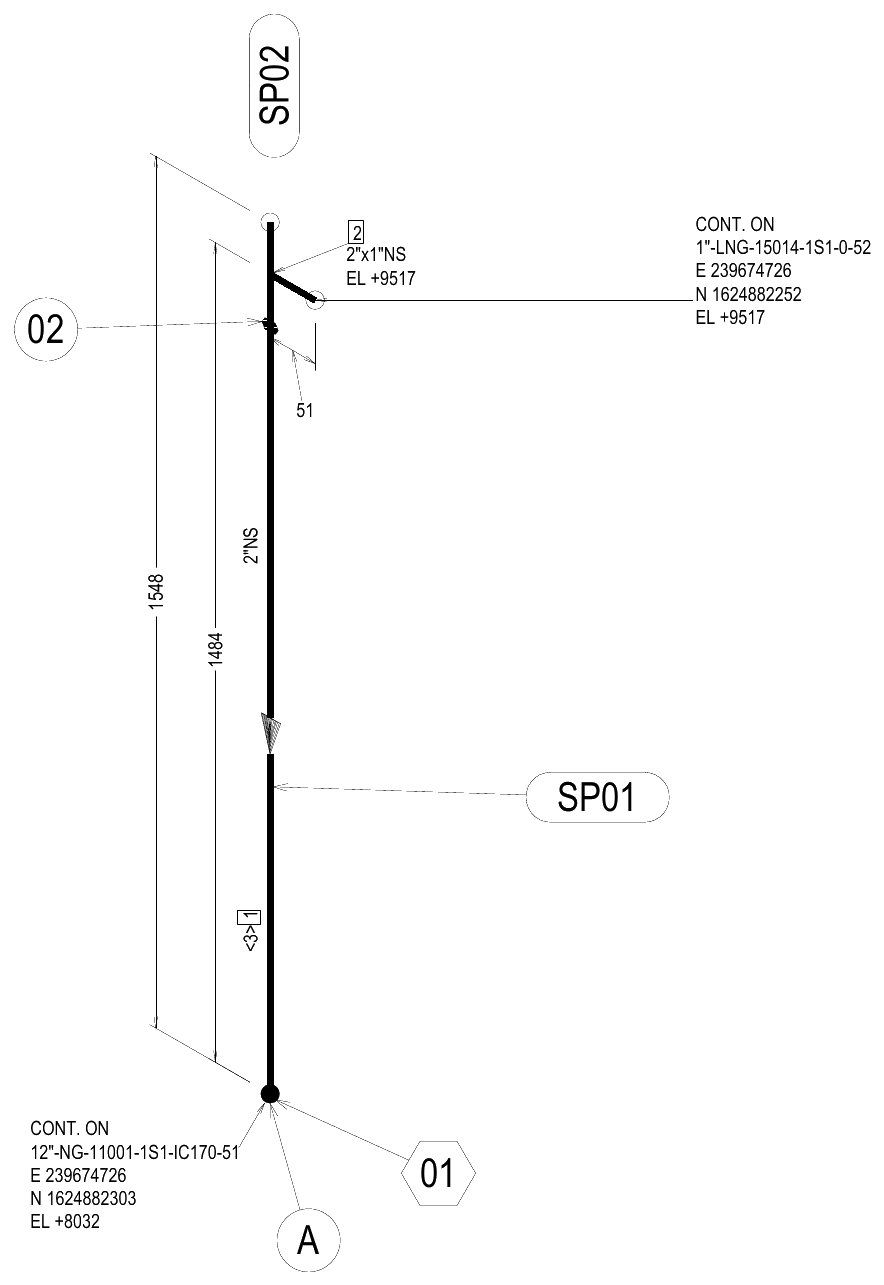 SP02
2
2"x1"NS
EL +9517
CONT. ON
1"-LNG-15014-1S1-0-52
E 239674726
N 1624882252
EL +9517
02
51
2"NS
1548
1484
SP01
<3> 1
CONT. ON
12"-NG-11001-1S1-IC170-51
E 239674726
N 1624882303
EL +8032
01
A